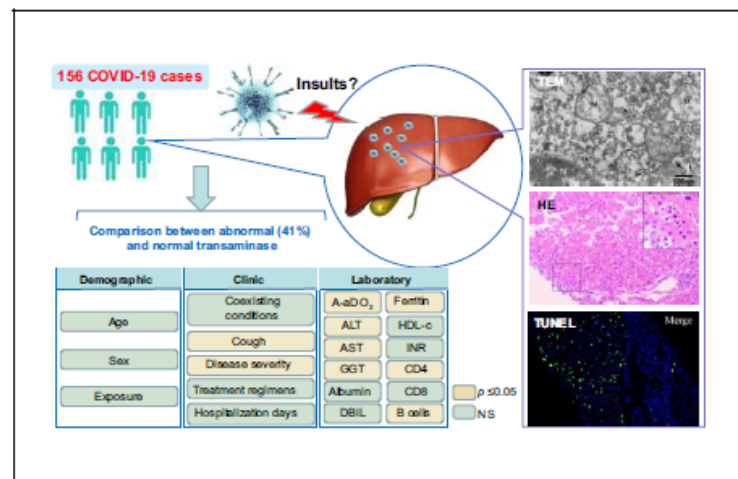 156 COVID-19 cases
Insults?
Comparison between abnormal (41%)
and normal transaminase
Demographic
Age
Sex
Exposure
Clinic
Coexisting
conditions
Cough
Disease severity
Treatment regimens
Hospitalization days
Laboratory
A-aDO₂ Ferritin
ALT HDL-c
AST INR
GGT CD4
Albumin CD8
DBIL B cells
p ≤0.05
NS
TEM
HE
TUNEL
Merge